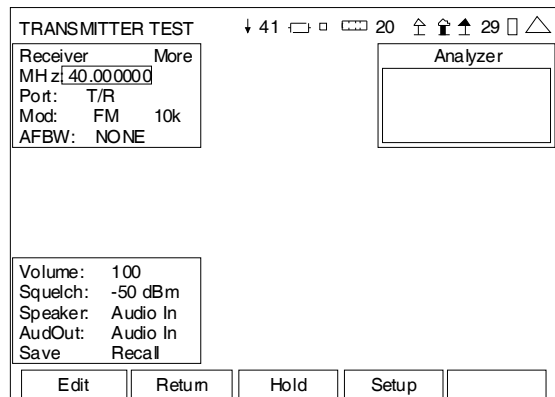 TRANSMITTER TEST 41 20 29
Receiver More
MHz: 40.000000
Port: T/R
Mod: FM 10k
AFBW: NONE
Analyzer
Volume: 100
Squelch: -50 dBm
Speaker: Audio In
AudOut: Audio In
Save Recall
Edit Return Hold Setup